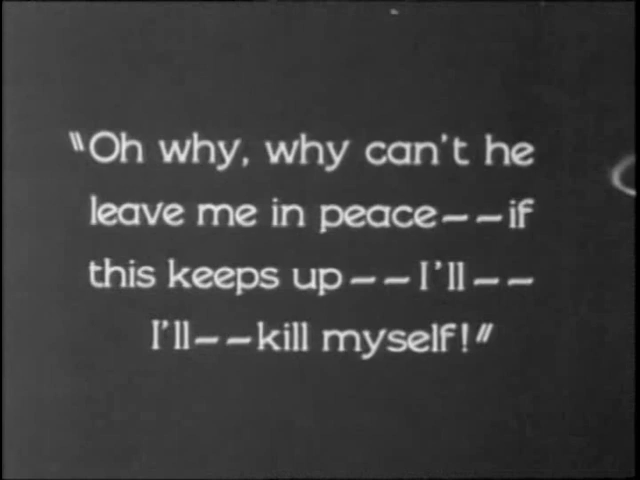 "Oh why, why can't he
leave me in peace--if
this keeps up--I'll--
I'll--kill myself!"